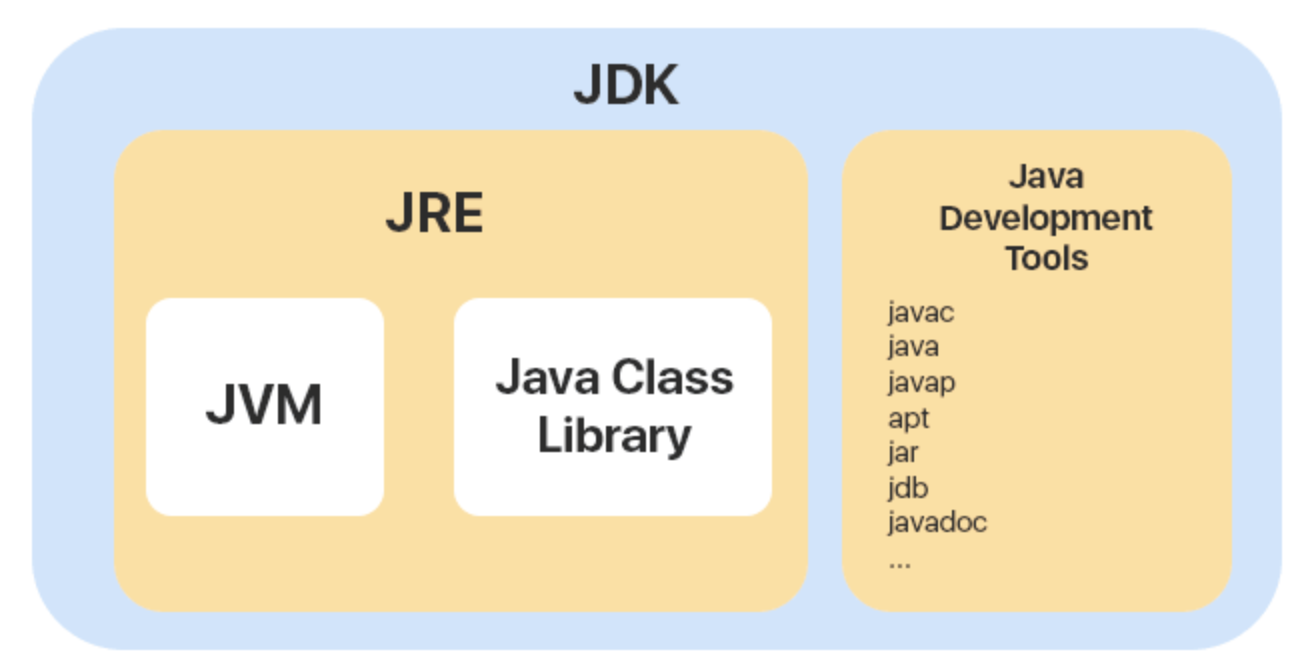 JDK
JRE
JVM
Java Class
Library
Java
Development
Tools
javac
java
javap
apt
jar
jdb
javadoc
...